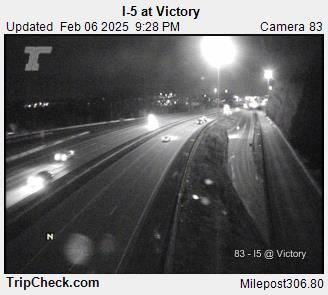 I-5 at Victory
Updated  Feb 06 2025  9:28 PM
Camera 83
T
N
83 - I5 @ Victory
TripCheck.com
Milepost306.80